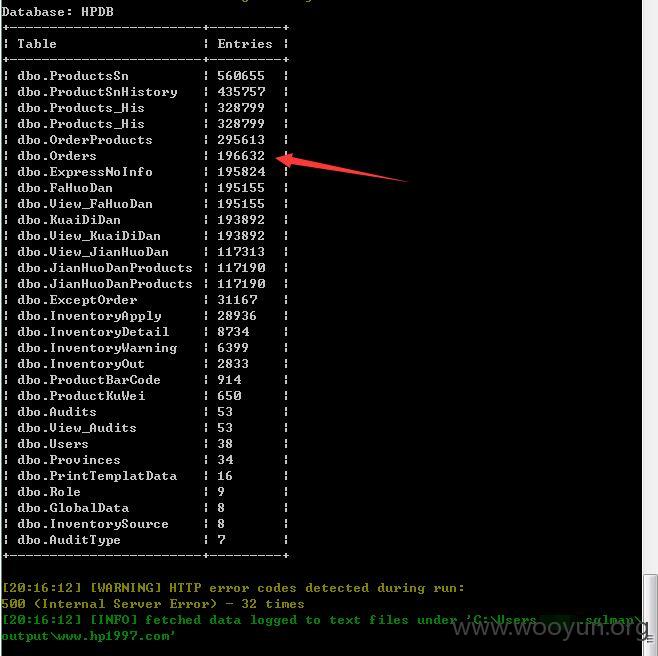 Database: HPDB
+------------------------+---------+
| Table | Entries |
+------------------------+---------+
| dbo.ProductsSn | 560655 |
| dbo.ProductSnHistory | 435757 |
| dbo.Products_His | 328799 |
| dbo.Products_His | 328799 |
| dbo.OrderProducts | 295613 |
| dbo.Orders | 196632 |
| dbo.ExpressNoInfo | 195824 |
| dbo.FaHuoDan | 195155 |
| dbo.View_FaHuoDan | 195155 |
| dbo.KuaiDiDan | 193892 |
| dbo.View_KuaiDiDan | 193892 |
| dbo.View_JianHuoDan | 117313 |
| dbo.JianHuoDanProducts | 117190 |
| dbo.JianHuoDanProducts | 117190 |
| dbo.ExceptOrder | 31167 |
| dbo.InventoryApply | 28936 |
| dbo.InventoryDetail | 8734 |
| dbo.InventoryWarning | 6399 |
| dbo.InventoryOut | 2833 |
| dbo.ProductBarCode | 914 |
| dbo.ProductKuWei | 650 |
| dbo.Audits | 53 |
| dbo.View_Audits | 53 |
| dbo.Users | 38 |
| dbo.Provinces | 34 |
| dbo.PrintTemplatData | 16 |
| dbo.Role | 9 |
| dbo.GlobalData | 8 |
| dbo.InventorySource | 8 |
| dbo.AuditType | 7 |
+------------------------+---------+
[20:16:12] [WARNING] HTTP error codes detected during run:
500 (Internal Server Error) - 32 times
[20:16:12] [INFO] fetched data logged to text files under 'C:\Users .sqlmap\
output\www.hp1997.com'
www.wooyun.org